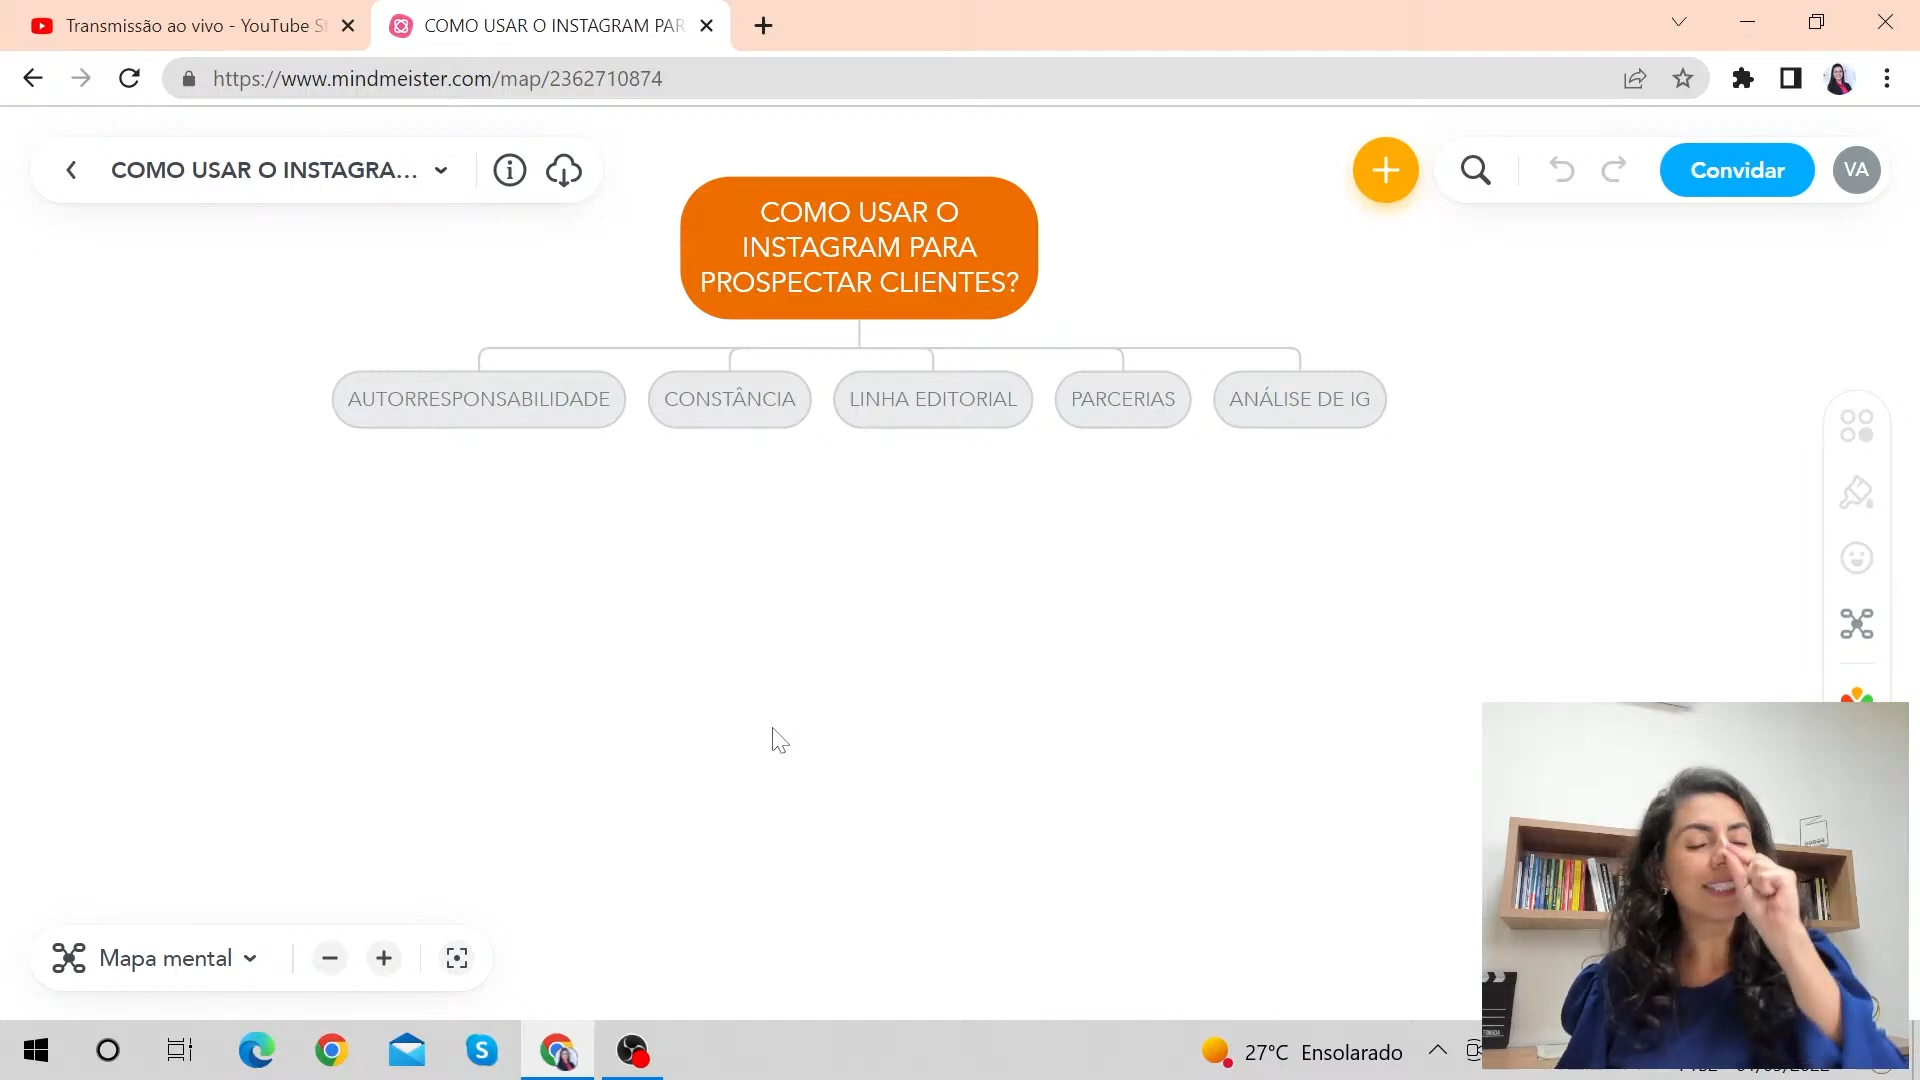 Transmissão ao vivo - YouTube St
COMO USAR O INSTAGRAM PAR
https://www.mindmeister.com/map/2362710874
COMO USAR O INSTAGRA...
Convidar
VA
COMO USAR O
INSTAGRAM PARA
PROSPECTAR CLIENTES?
AUTORRESPONSABILIDADE
CONSTÂNCIA
LINHA EDITORIAL
PARCERIAS
ANÁLISE DE IG
Mapa mental
27°C Ensolarado